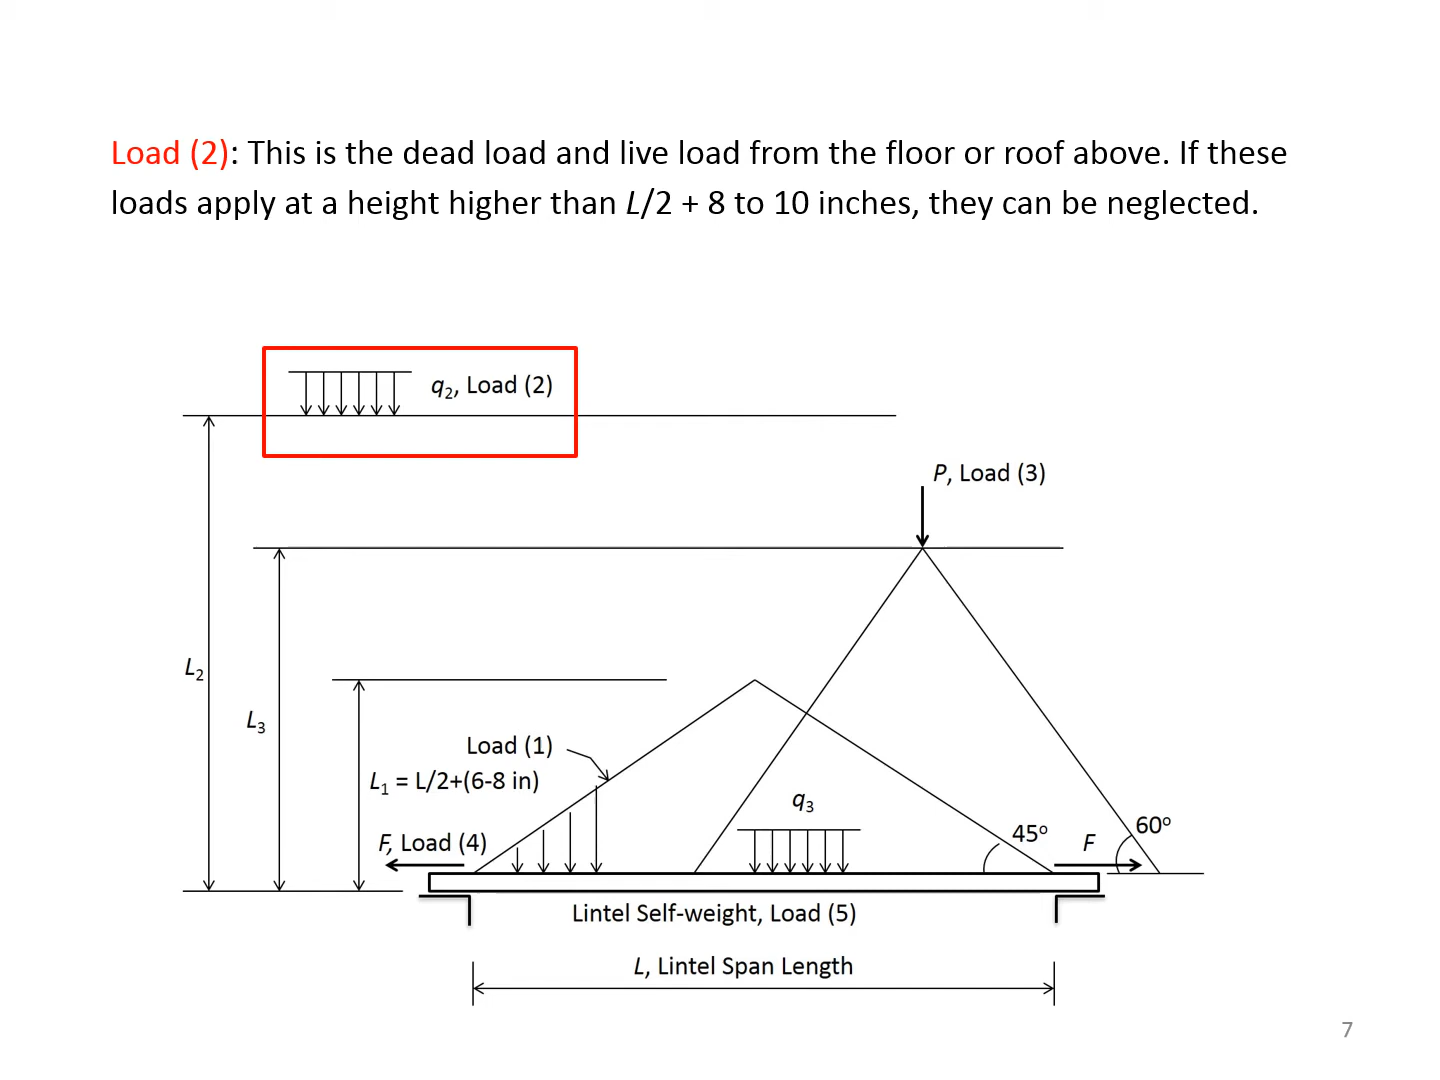 Load (2): This is the dead load and live load from the floor or roof above. If these
loads apply at a height higher than L/2 + 8 to 10 inches, they can be neglected.
q₂, Load (2)
P, Load (3)
L₂
L₃
Load (1)
L₁ = L/2+(6-8 in)
q₃
F, Load (4)
45°
F
60°
Lintel Self-weight, Load (5)
L, Lintel Span Length
7